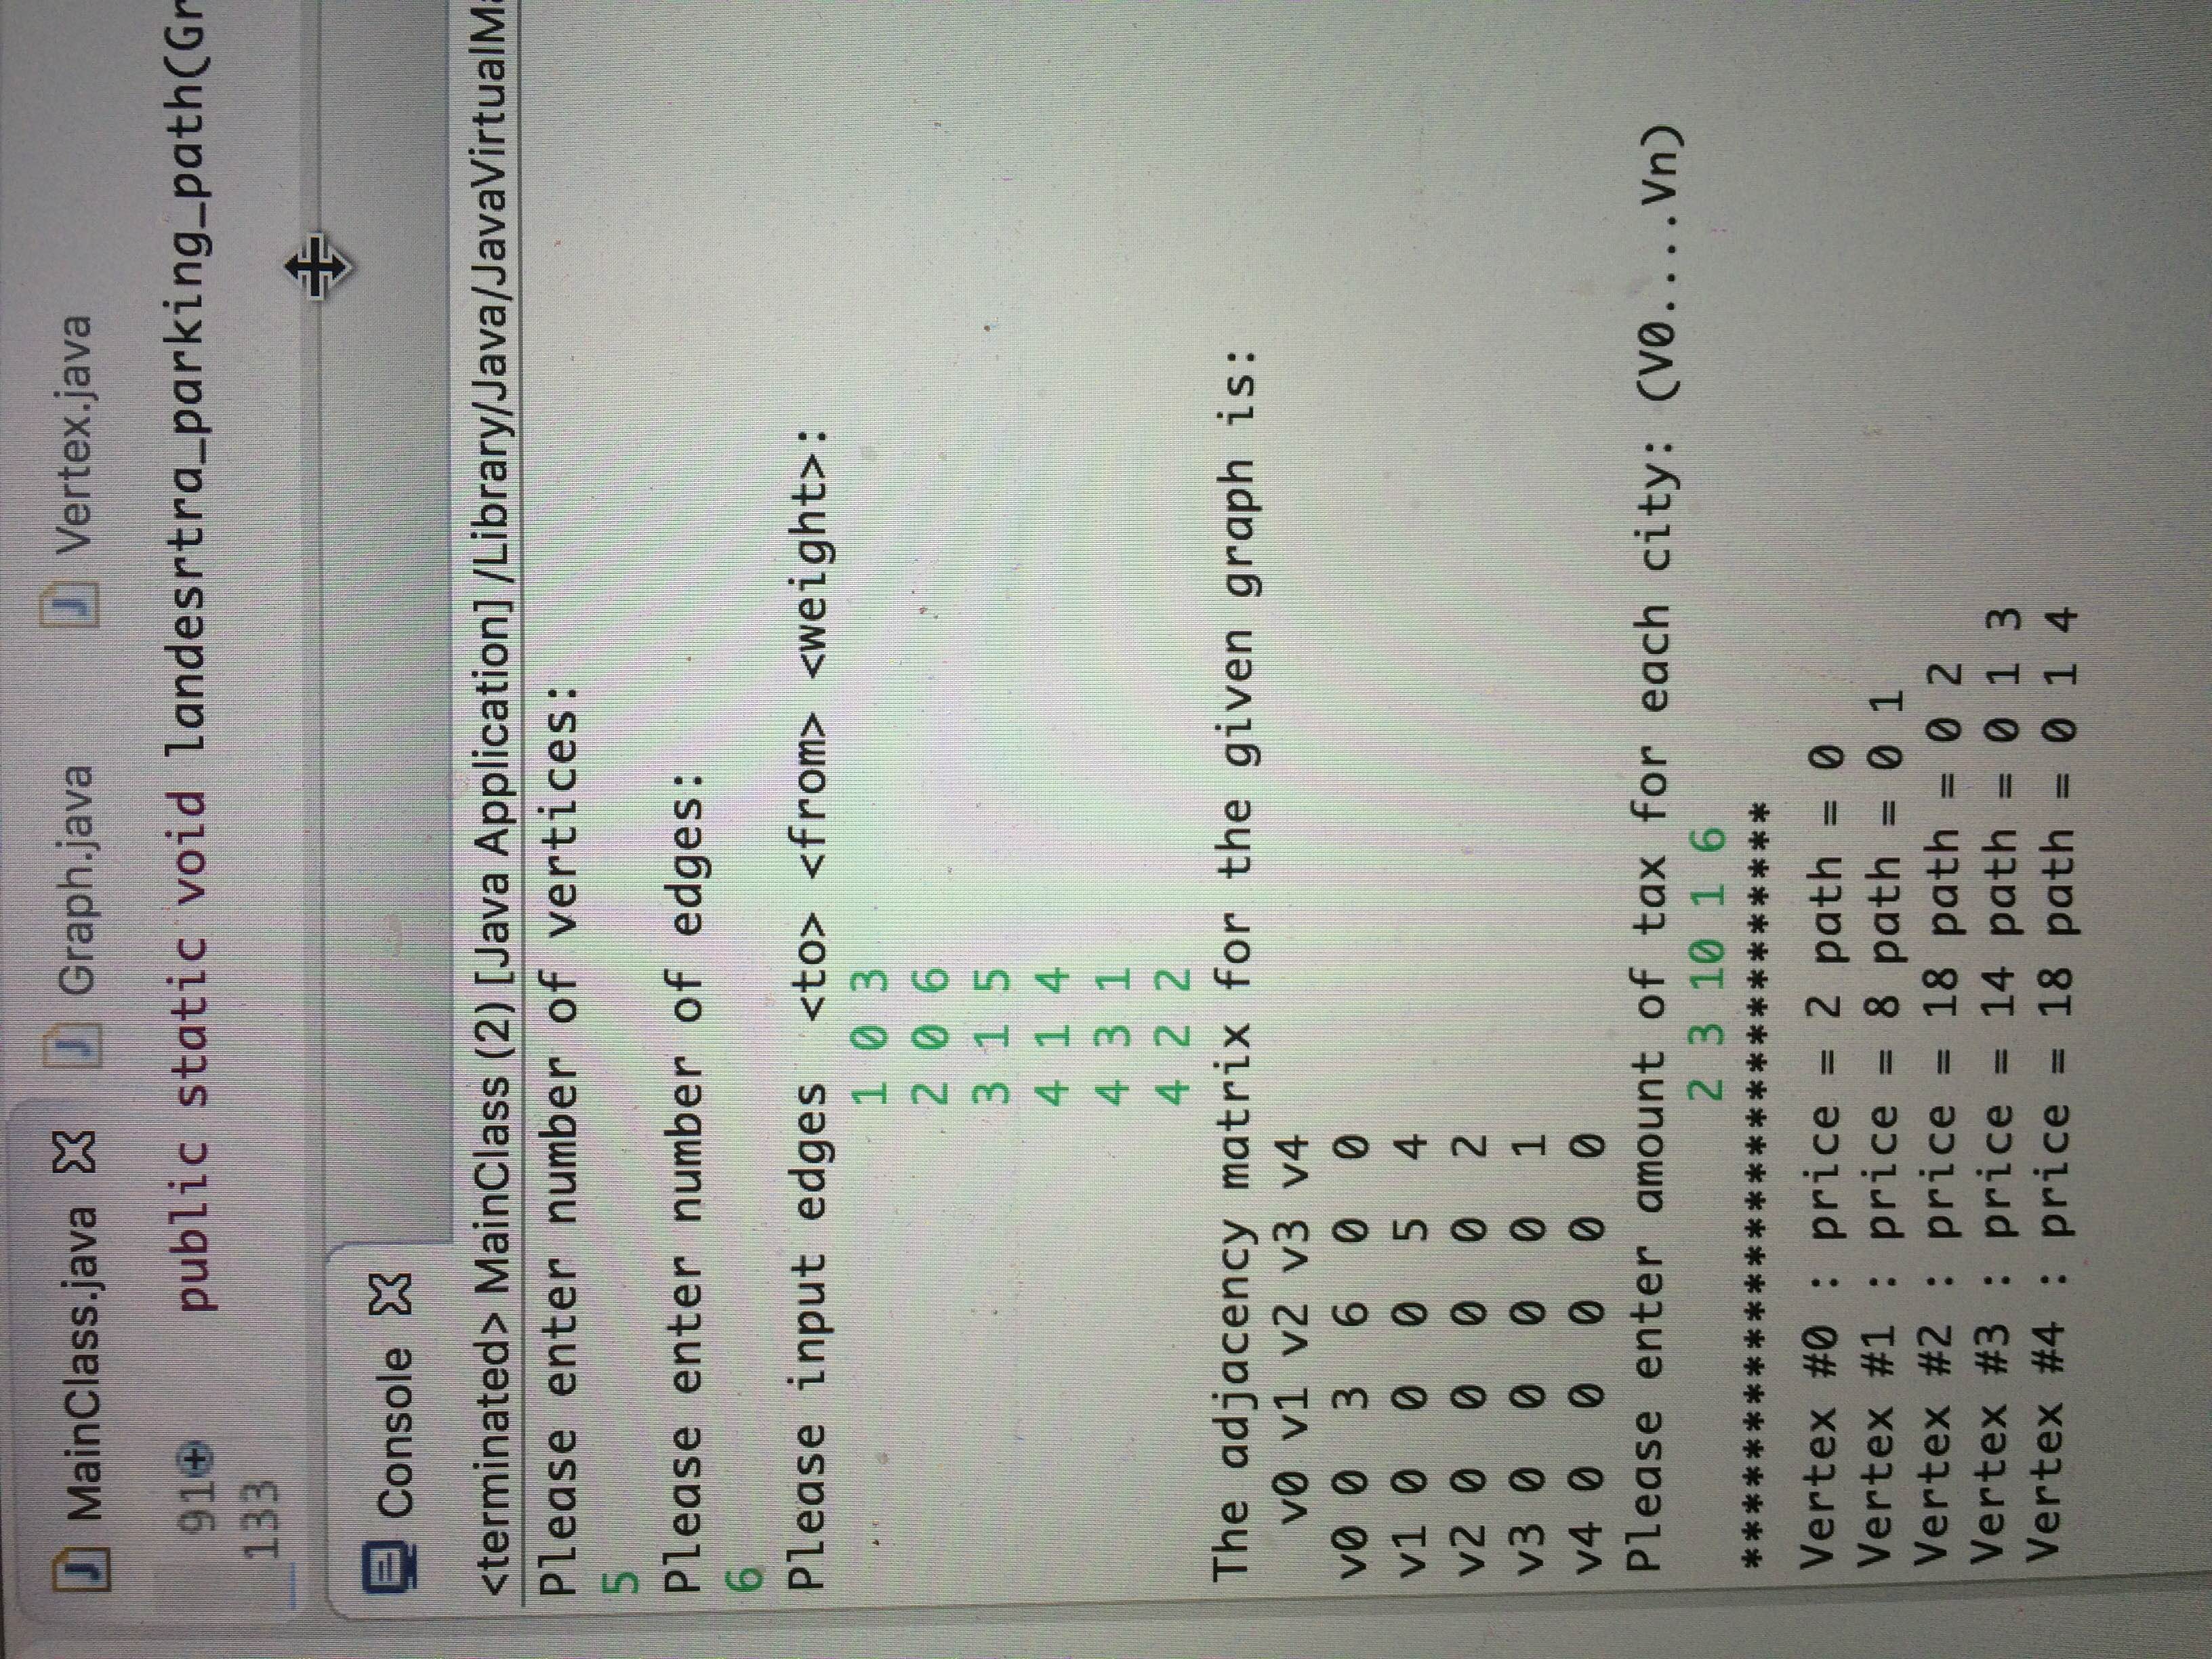 MainClass.java Graph.java Vertex.java
91 public static void landesrtra_parking_path(Gr
133
Console
<terminated> MainClass (2) [Java Application] /Library/Java/JavaVirtualMa
Please enter number of vertices:
5
Please enter number of edges:
6
Please input edges  <to> <from> <weight>:
1 0 3
2 0 6
3 1 5
4 1 4
4 3 1
4 2 2
The adjacency matrix for the given graph is:
v0 v1 v2 v3 v4
v0 0 3 6 0 0
v1 0 0 0 5 4
v2 0 0 0 0 2
v3 0 0 0 0 1
v4 0 0 0 0 0
Please enter amount of tax for each city: (V0....Vn)
2 3 10 1 6
****************************
Vertex #0 : price = 2 path = 0
Vertex #1 : price = 8 path = 0 1
Vertex #2 : price = 18 path = 0 2
Vertex #3 : price = 14 path = 0 1 3
Vertex #4 : price = 18 path = 0 1 4